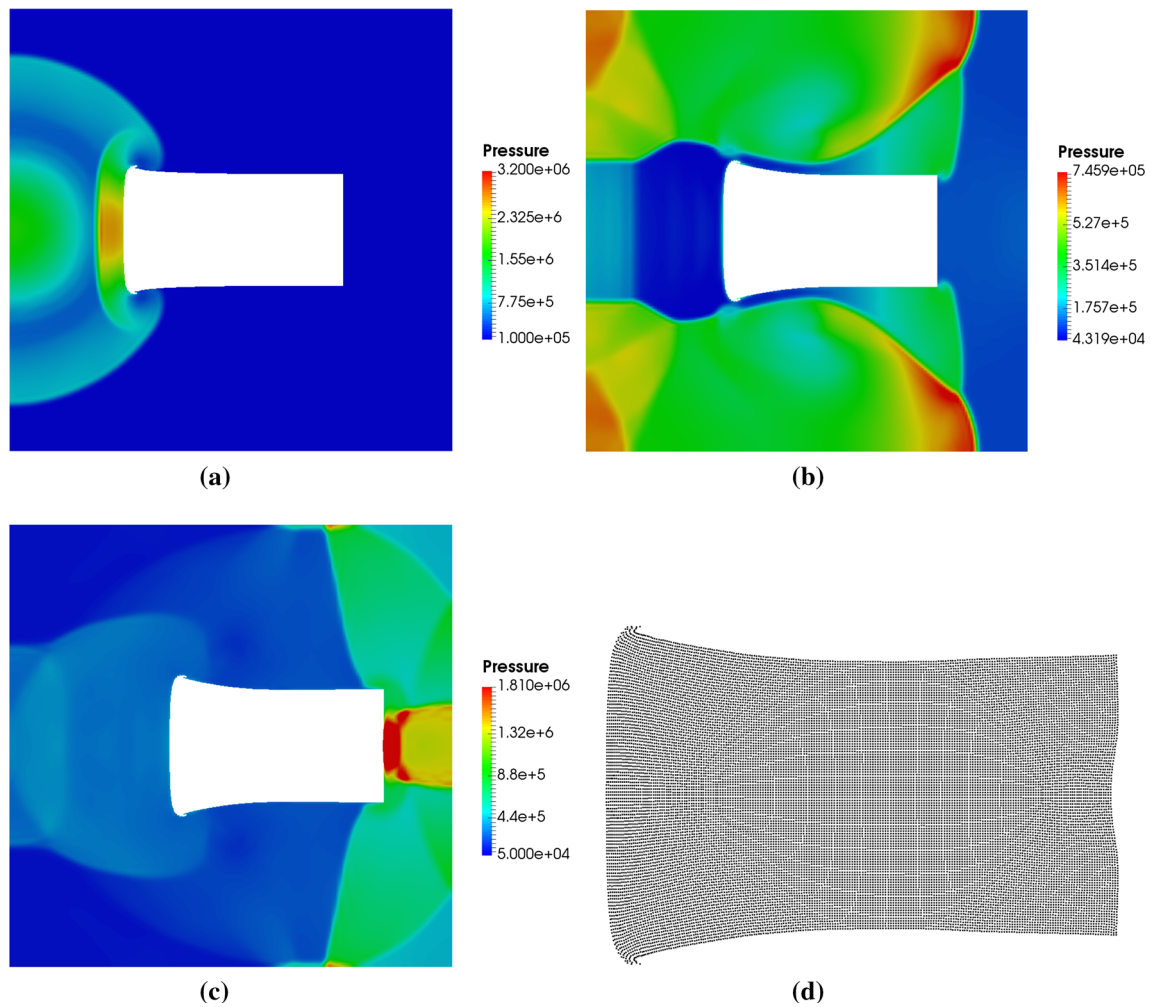 Pressure
3.200e+06
2.325e+6
1.55e+6
7.75e+5
1.000e+05
(a)
Pressure
7.459e+05
5.27e+5
3.514e+5
1.757e+5
4.319e+04
(b)
Pressure
1.810e+06
1.32e+6
8.8e+5
4.4e+5
5.000e+04
(c)
(d)